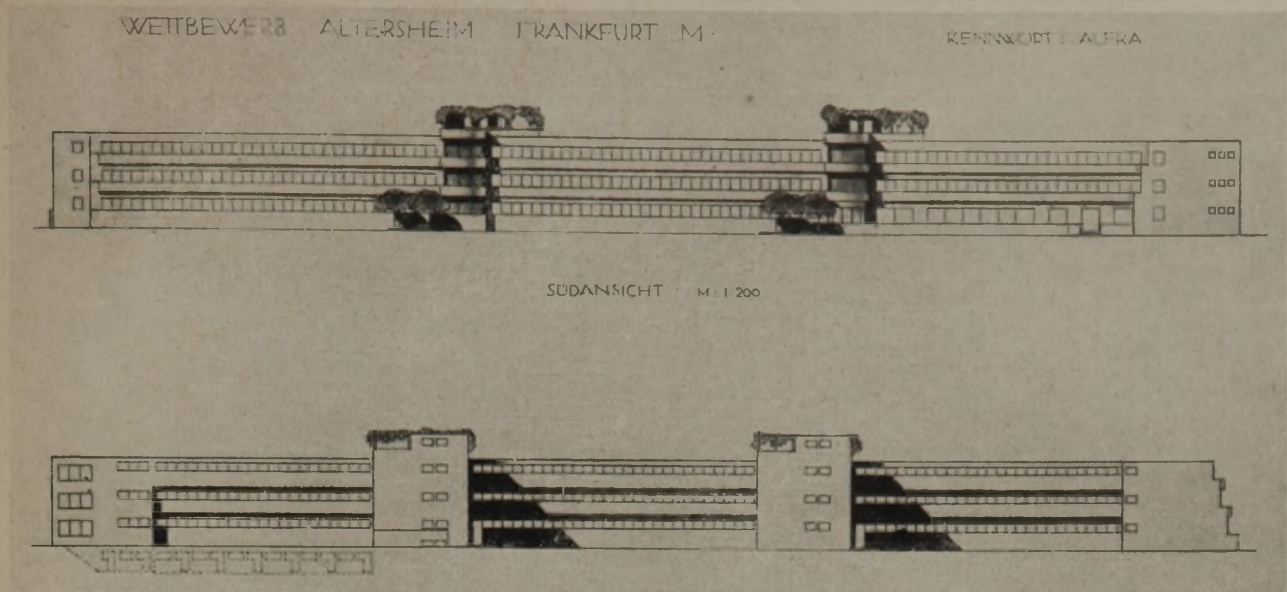 WETTBEWERB ALTERSHEIM FRANKFURT M ·
KENNWORT : ALFRA
SÜDANSICHT · M 1:200